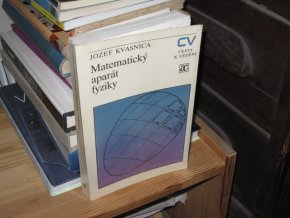 JOZEF KVASNICA
Matematický
aparát
fyziky
CV
CESTA
K VĚDĚNÍ